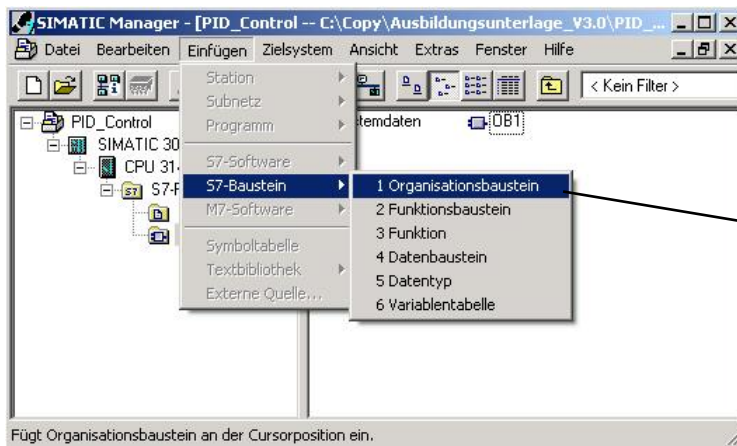 SIMATIC Manager - [PID_Control -- C:\Copy\Ausbildungsunterlage_V3.0\PID_...
Datei Bearbeiten Einfügen Zielsystem Ansicht Extras Fenster Hilfe
< Kein Filter >
PID_Control
SIMATIC 30
CPU 31
S7
S7-P
Station
Subnetz
Programm
S7-Software
S7-Baustein
M7-Software
Symboltabelle
Textbibliothek
Externe Quelle...
1 Organisationsbaustein
2 Funktionsbaustein
3 Funktion
4 Datenbaustein
5 Datentyp
6 Variablentabelle
temdaten OB1
Fügt Organisationsbaustein an der Cursorposition ein.